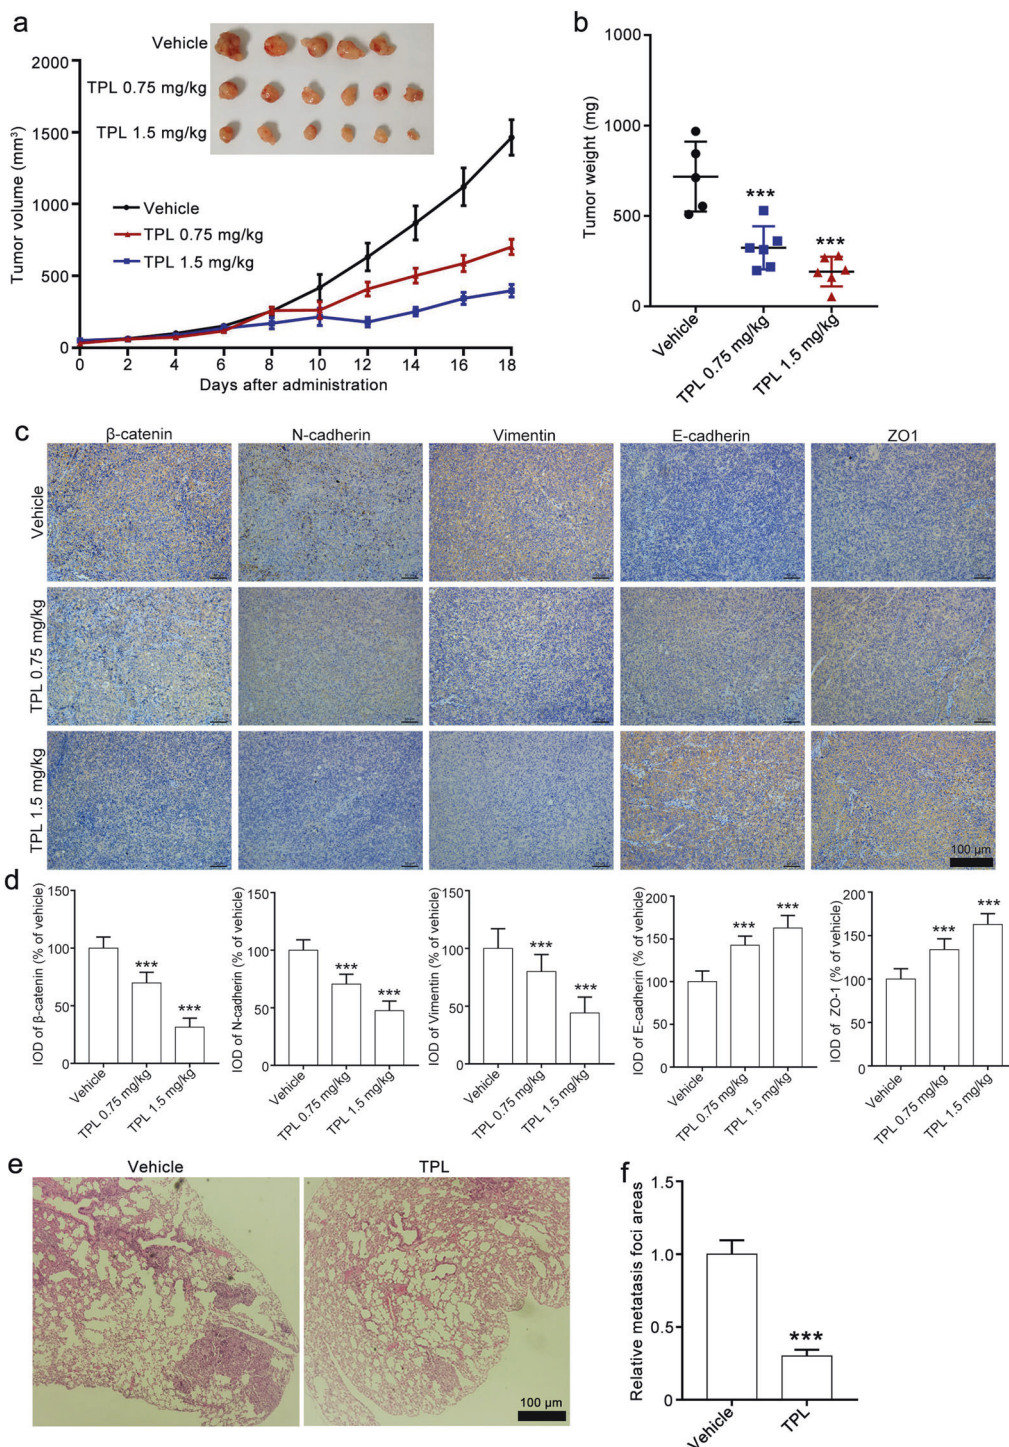 a
Vehicle
TPL 0.75 mg/kg
TPL 1.5 mg/kg
Tumor volume (mm³)
2000
1500
1000
500
0
Vehicle
TPL 0.75 mg/kg
TPL 1.5 mg/kg
0 2 4 6 8 10 12 14 16 18
Days after administration
b
Tumor weight (mg)
1000
1000
500
0
***
***
Vehicle
TPL 0.75 mg/kg
TPL 1.5 mg/kg
c
β-catenin N-cadherin Vimentin E-cadherin ZO1
Vehicle
TPL 0.75 mg/kg
TPL 1.5 mg/kg
100 µm
d
IOD of β-catenin (% of vehicle)
150
100
50
0
***
***
Vehicle
TPL 0.75 mg/kg
TPL 1.5 mg/kg
IOD of N-cadherin (% of vehicle)
150
100
50
0
***
***
Vehicle
TPL 0.75 mg/kg
TPL 1.5 mg/kg
IOD of Vimentin (% of vehicle)
150
100
50
0
***
***
Vehicle
TPL 0.75 mg/kg
TPL 1.5 mg/kg
IOD of E-cadherin (% of vehicle)
200
150
100
50
0
***
***
Vehicle
TPL 0.75 mg/kg
TPL 1.5 mg/kg
IOD of ZO-1 (% of vehicle)
200
150
100
50
0
***
***
Vehicle
TPL 0.75 mg/kg
TPL 1.5 mg/kg
e
Vehicle TPL
100 µm
f
Relative metatasis foci areas
1.5
1.0
0.5
0
***
Vehicle
TPL